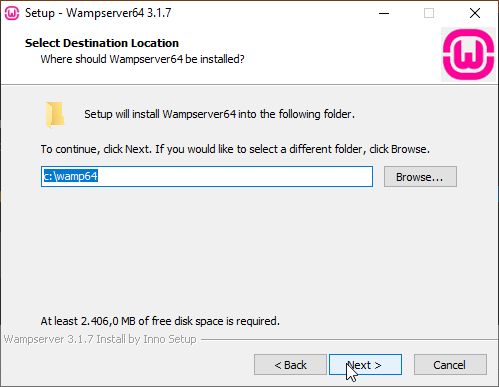 Setup - Wampserver64 3.1.7
Select Destination Location
Where should Wampserver64 be installed?
Setup will install Wampserver64 into the following folder.
To continue, click Next. If you would like to select a different folder, click Browse.
c:\wamp64
Browse...
At least 2.406,0 MB of free disk space is required.
Wampserver 3.1.7 Install by Inno Setup
< Back
Next >
Cancel